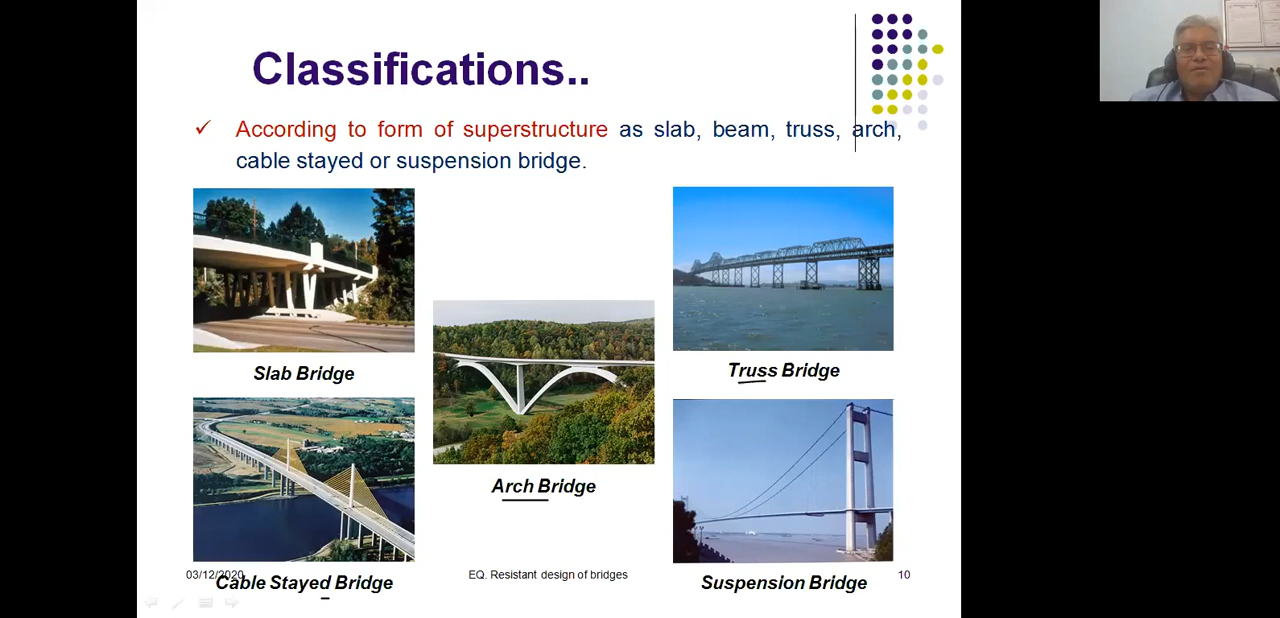 Classifications..
✓ According to form of superstructure as slab, beam, truss, arch,
cable stayed or suspension bridge.
Slab Bridge
Truss Bridge
Arch Bridge
Cable Stayed Bridge
Suspension Bridge
03/12/2020
EQ. Resistant design of bridges
10